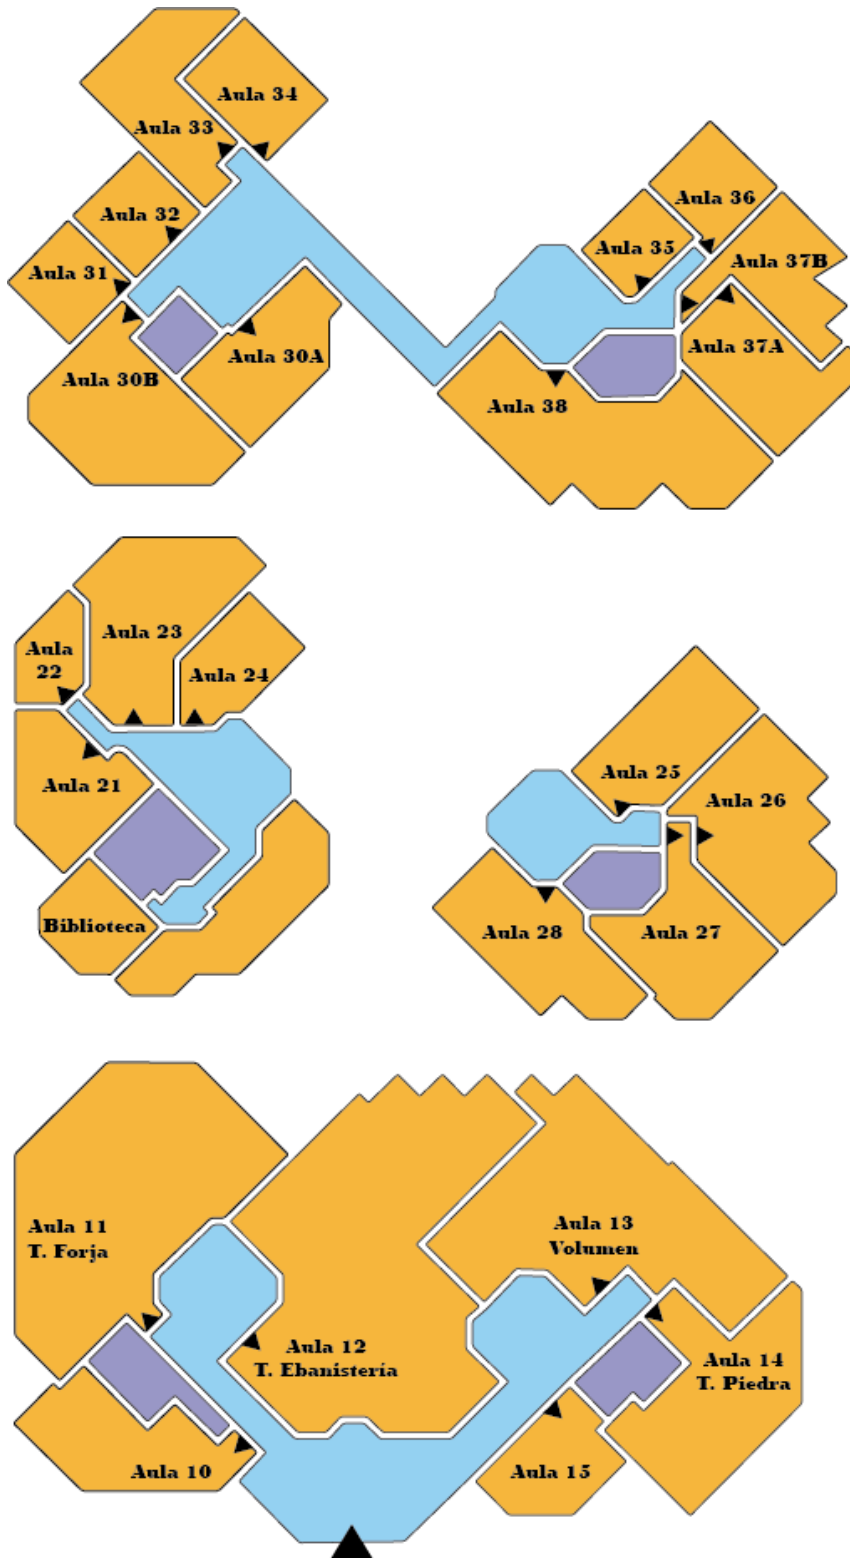 Aula 34
Aula 33
Aula 32
Aula 31
Aula 30B
Aula 30A
Aula 36
Aula 35
Aula 37B
Aula 37A
Aula 38
Aula 23
Aula
22
Aula 24
Aula 21
Biblioteca
Aula 25
Aula 26
Aula 28
Aula 27
Aula 11
T. Forja
Aula 13
Volumen
Aula 12
T. Ebanistería
Aula 14
T. Piedra
Aula 10
Aula 15